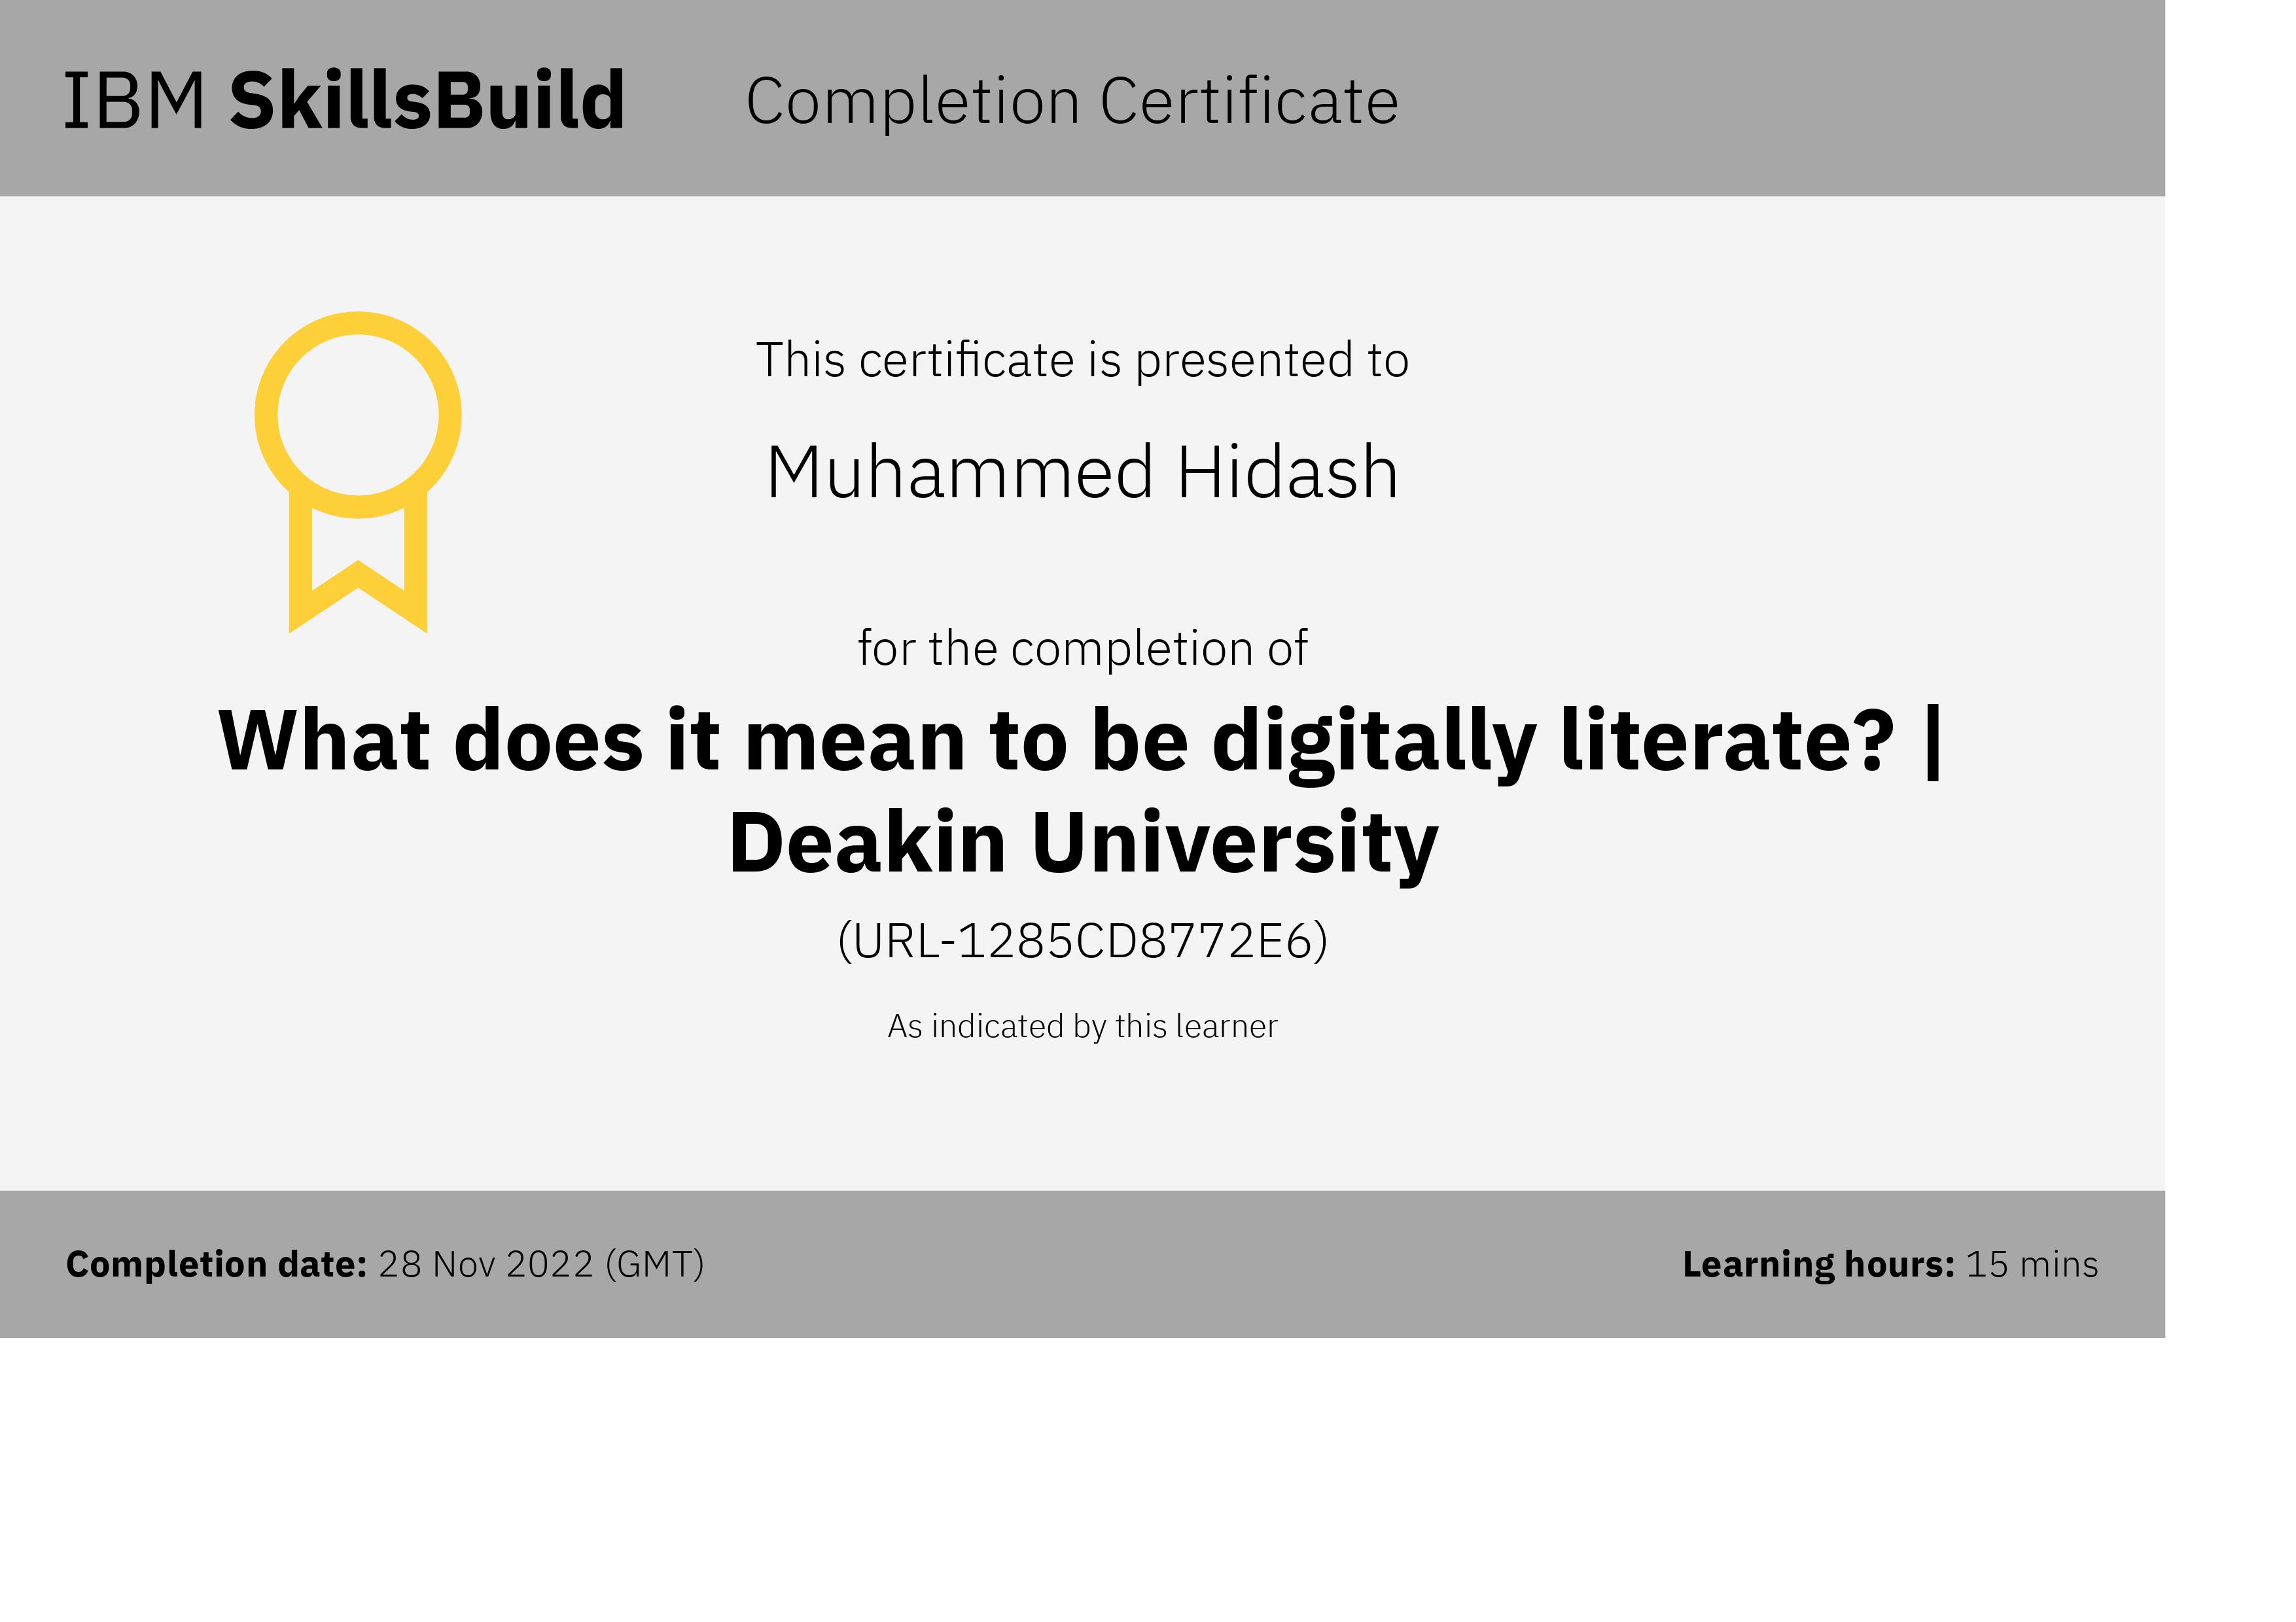 IBM SkillsBuild Completion Certificate
This certificate is presented to
Muhammed Hidash
for the completion of
What does it mean to be digitally literate? |
Deakin University
(URL-1285CD8772E6)
As indicated by this learner
Completion date: 28 Nov 2022 (GMT)
Learning hours: 15 mins